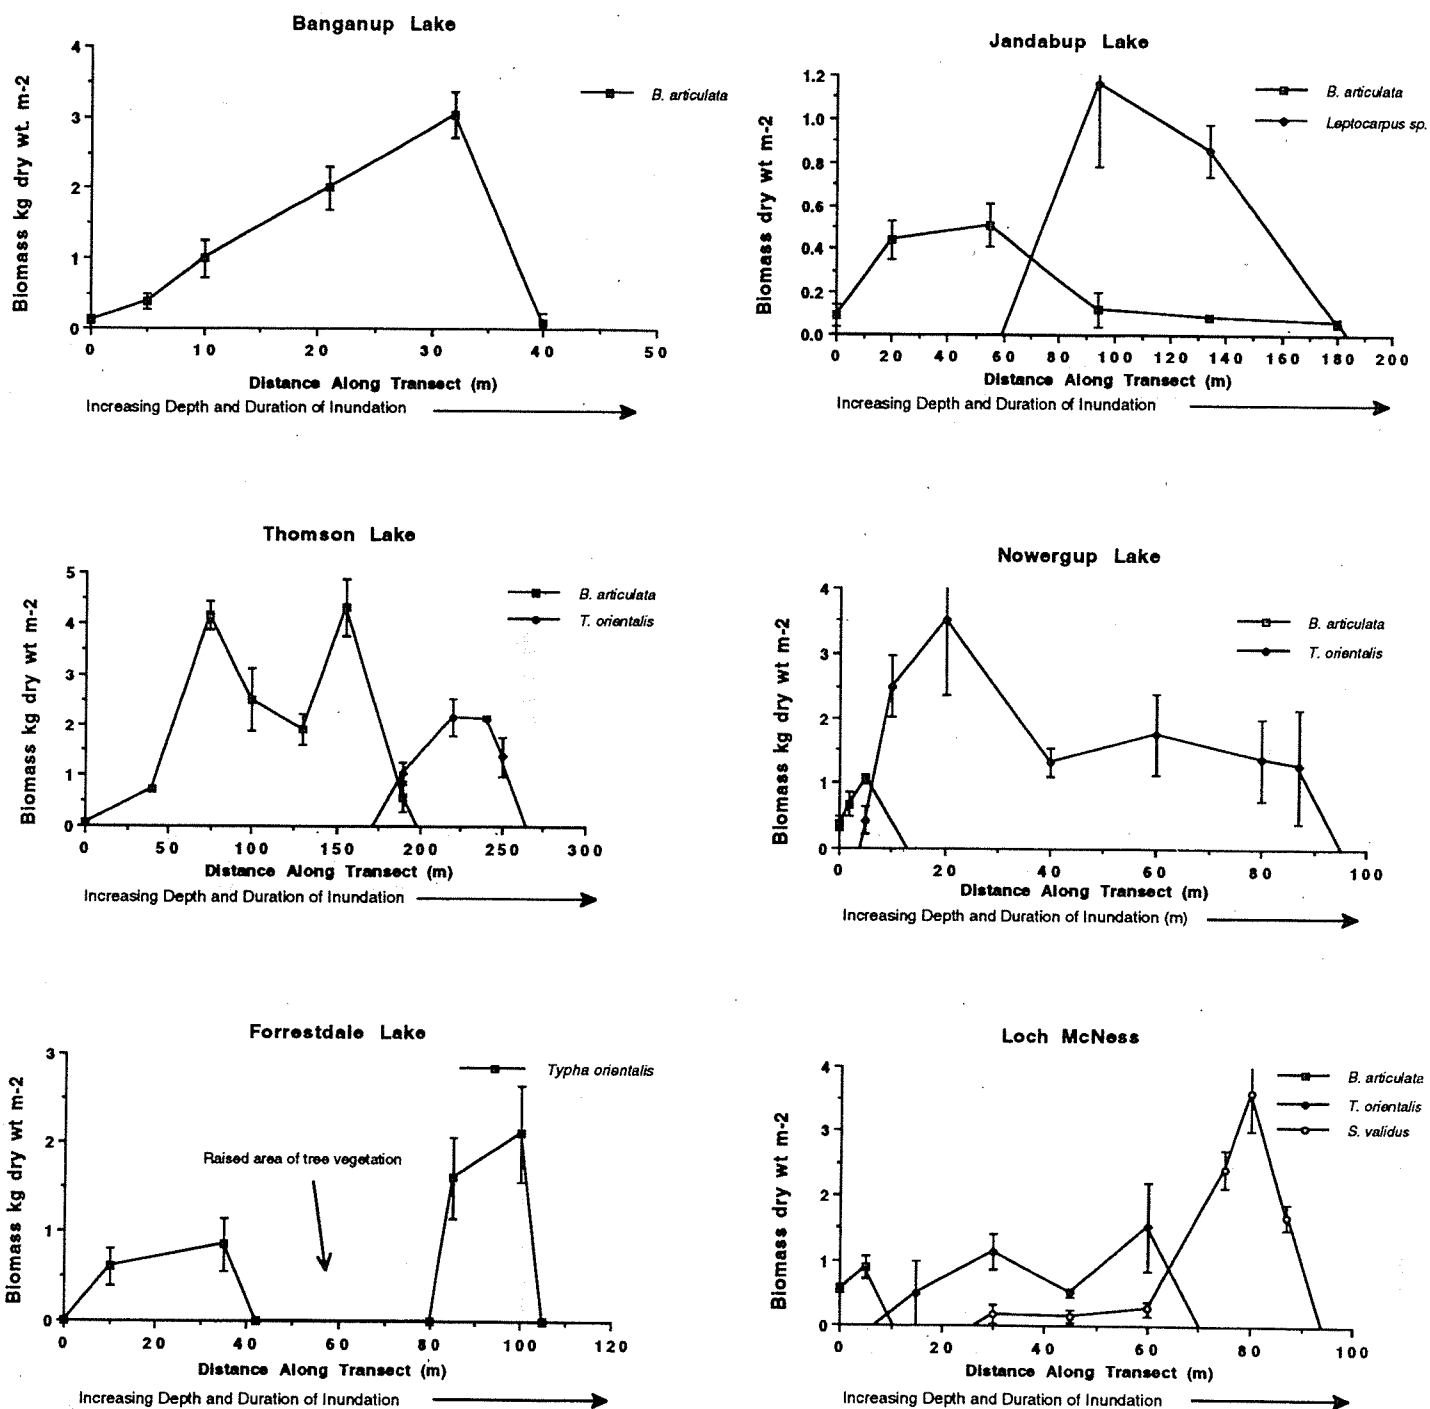 Banganup Lake
Biomass kg dry wt. m-2
4
3
2
1
0
0 10 20 30 40 50
B. articulata
Distance Along Transect (m)
Increasing Depth and Duration of Inundation
Jandabup Lake
Biomass dry wt m-2
1.2
1.0
0.8
0.6
0.4
0.2
0.0
0 20 40 60 80 100 120 140 160 180 200
B. articulata
Leptocarpus sp.
Distance Along Transect (m)
Increasing Depth and Duration of Inundation
Thomson Lake
Biomass kg dry wt m-2
5
4
3
2
1
0
0 50 100 150 200 250 300
B. articulata
T. orientalis
Distance Along Transect (m)
Increasing Depth and Duration of Inundation
Nowergup Lake
Biomass kg dry wt m-2
4
3
2
1
0
0 20 40 60 80 100
B. articulata
T. orientalis
Distance Along Transect (m)
Increasing Depth and Duration of Inundation (m)
Forrestdale Lake
Biomass kg dry wt m-2
3
2
1
0
0 20 40 60 80 100 120
Typha orientalis
Raised area of tree vegetation
Distance Along Transect (m)
Increasing Depth and Duration of Inundation
Loch McNess
Biomass dry wt m-2
4
3
2
1
0
0 20 40 60 80 100
B. articulata
T. orientalis
S. validus
Distance Along Transect (m)
Increasing Depth and Duration of Inundation